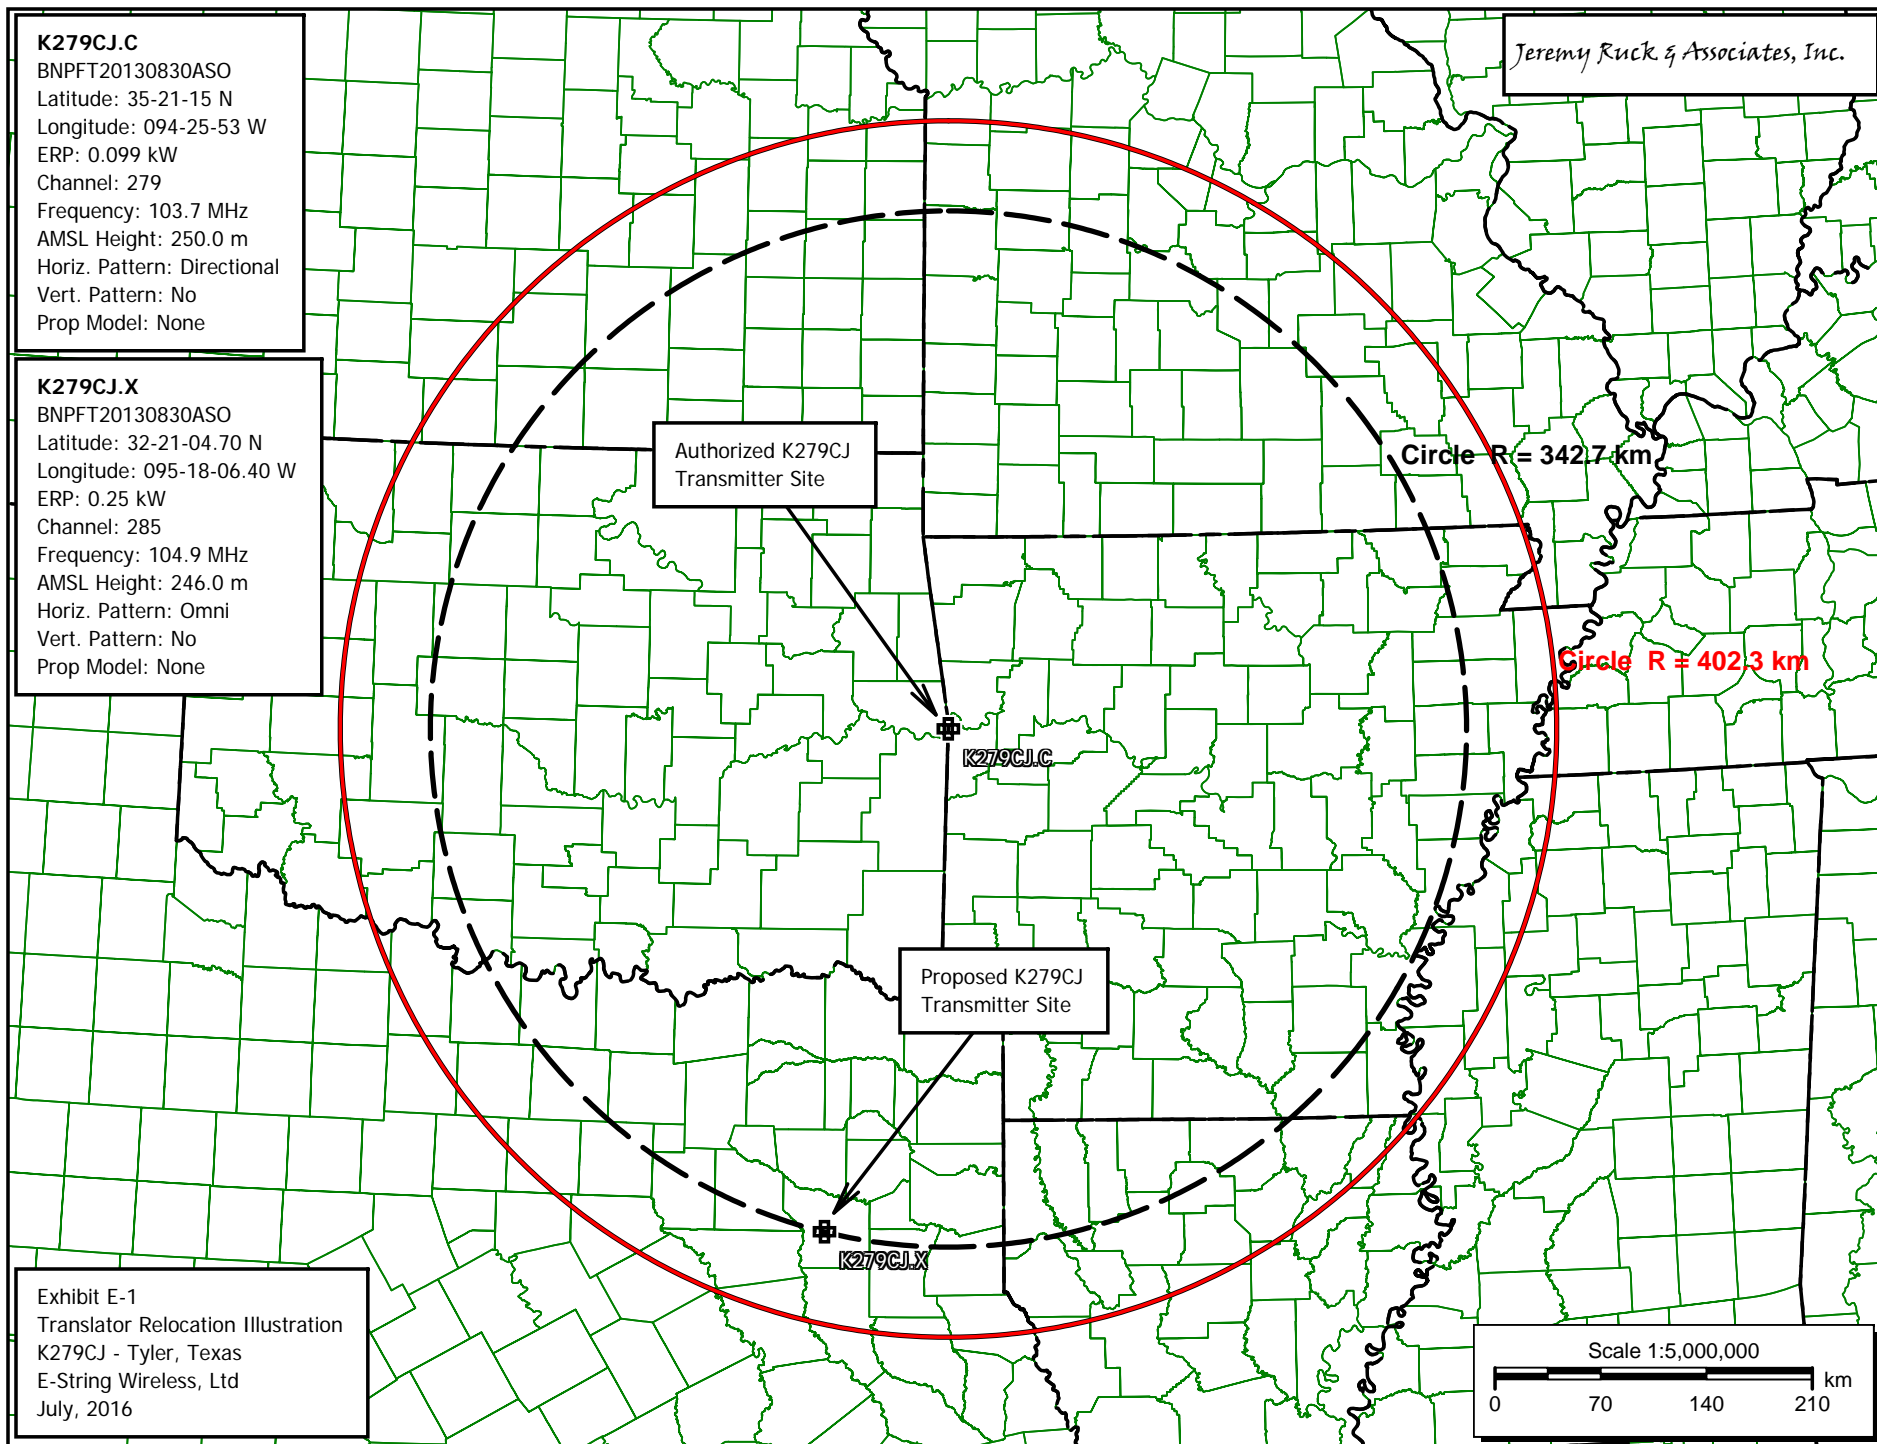 K279CJ.C
BNPFT20130830ASO
Latitude: 35-21-15 N
Longitude: 094-25-53 W
ERP: 0.099 kW
Channel: 279
Frequency: 103.7 MHz
AMSL Height: 250.0 m
Horiz. Pattern: Directional
Vert. Pattern: No
Prop Model: None
Jeremy Ruck & Associates, Inc.
K279CJ.X
BNPFT20130830ASO
Latitude: 32-21-04.70 N
Longitude: 095-18-06.40 W
ERP: 0.25 kW
Channel: 285
Frequency: 104.9 MHz
AMSL Height: 246.0 m
Horiz. Pattern: Omni
Vert. Pattern: No
Prop Model: None
Authorized K279CJ
Transmitter Site
Circle R = 342.7 km
Circle R = 402.3 km
K279CJ.C
Proposed K279CJ
Transmitter Site
K279CJ.X
Exhibit E-1
Translator Relocation Illustration
K279CJ - Tyler, Texas
E-String Wireless, Ltd
July, 2016
Scale 1:5,000,000
km
0 70 140 210